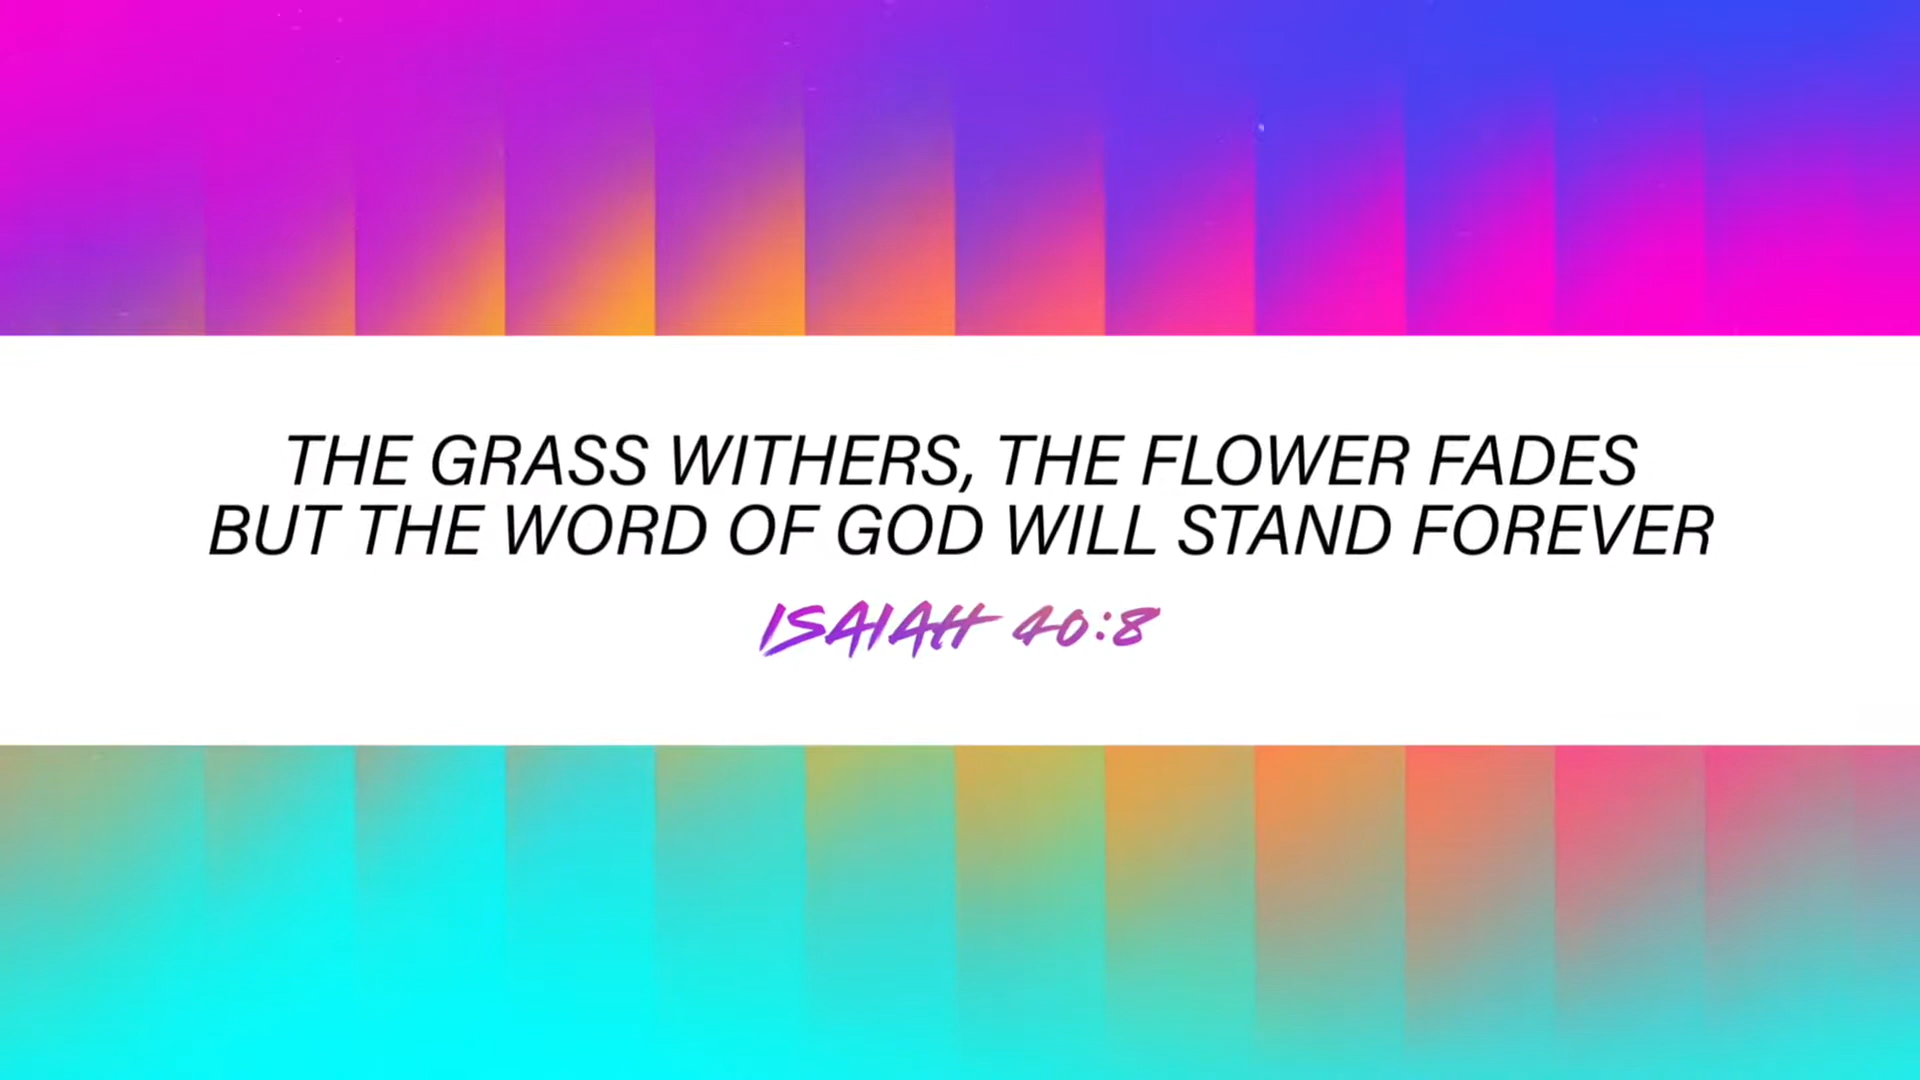 THE GRASS WITHERS, THE FLOWER FADES
BUT THE WORD OF GOD WILL STAND FOREVER
ISAIAH 40:8